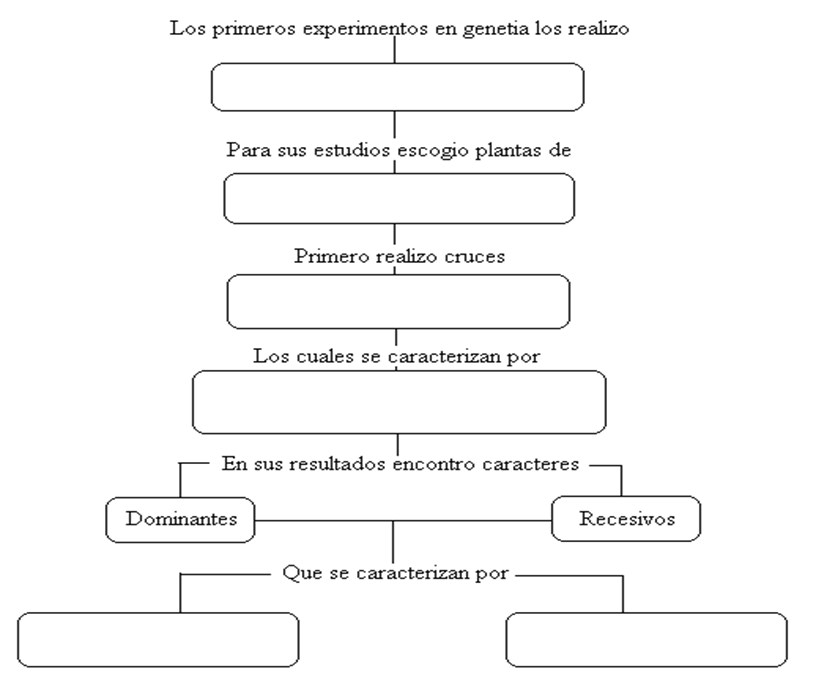 Los primeros experimentos en genetia los realizo
Para sus estudios escogio plantas de
Primero realizo cruces
Los cuales se caracterizan por
En sus resultados encontro caracteres
Dominantes
Recesivos
Que se caracterizan por